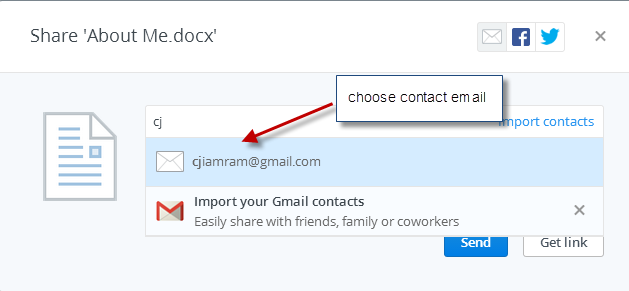 Share 'About Me.docx'
choose contact email
cj
Import contacts
cjiamram@gmail.com
Import your Gmail contacts
Easily share with friends, family or coworkers
Send
Get link